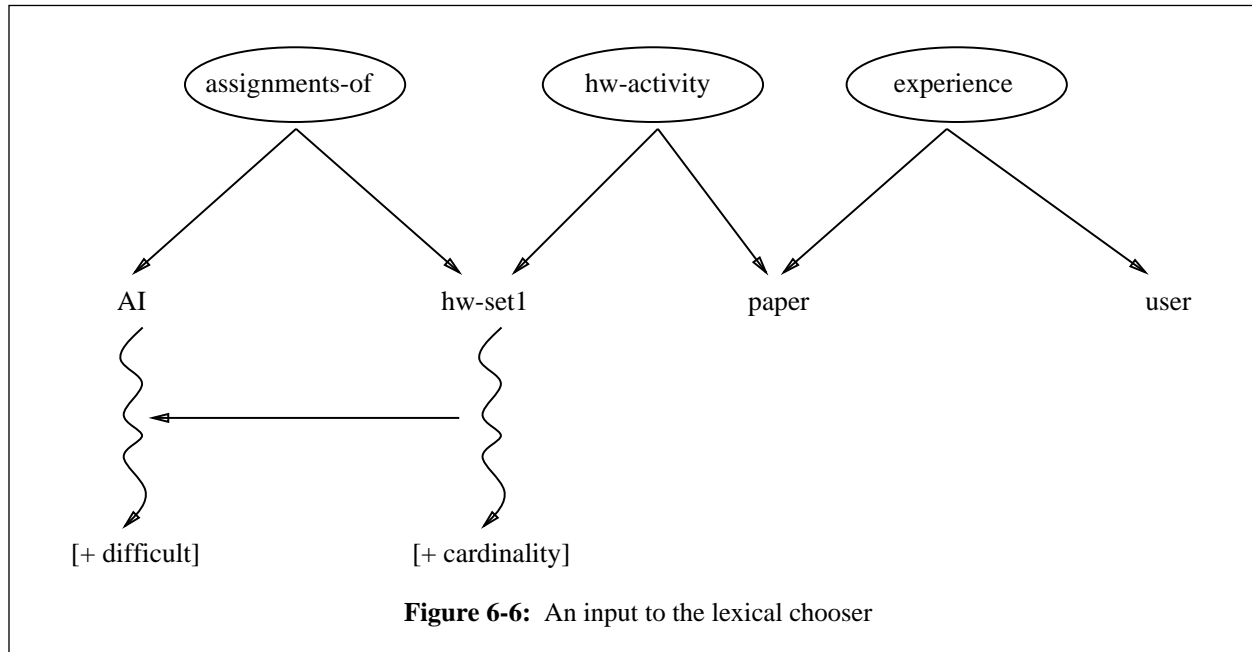 assignments-of hw-activity experience
AI hw-set1 paper user
[+ difficult] [+ cardinality]
Figure 6-6: An input to the lexical chooser